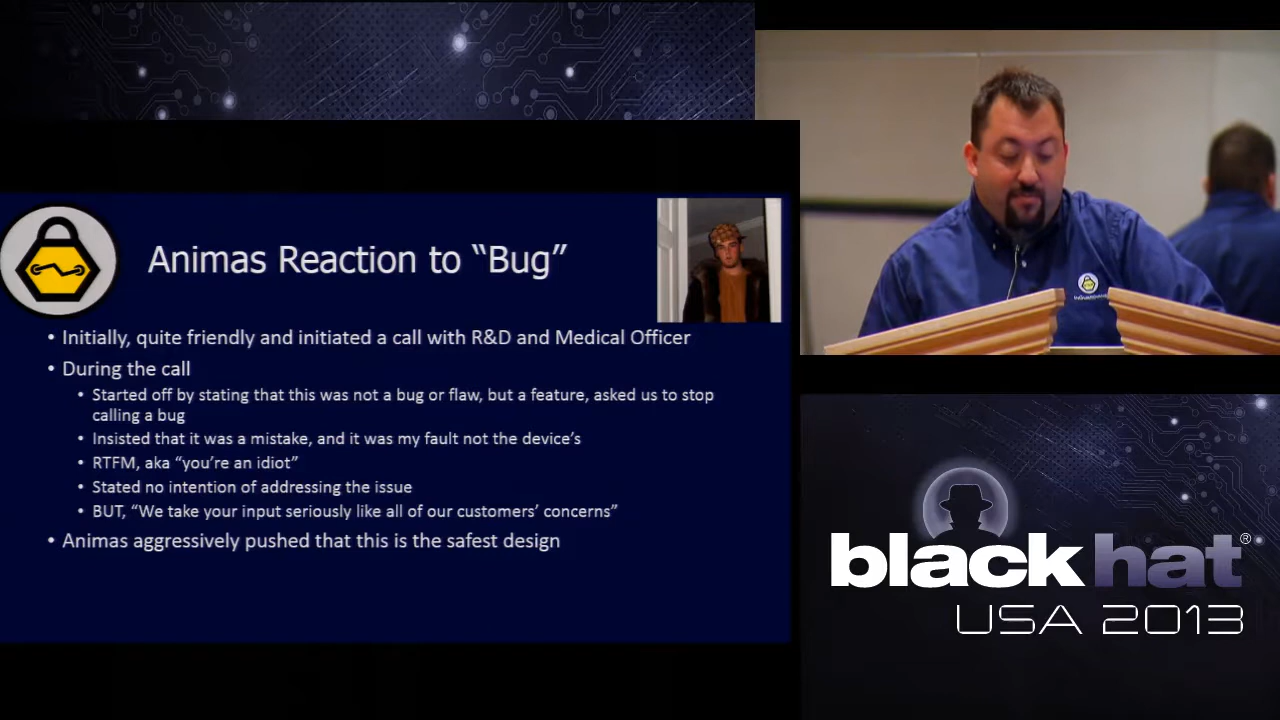 Animas Reaction to “Bug”
• Initially, quite friendly and initiated a call with R&D and Medical Officer
• During the call
• Started off by stating that this was not a bug or flaw, but a feature, asked us to stop
calling a bug
• Insisted that it was a mistake, and it was my fault not the device’s
• RTFM, aka “you’re an idiot”
• Stated no intention of addressing the issue
• BUT, “We take your input seriously like all of our customers’ concerns”
• Animas aggressively pushed that this is the safest design
InGuardians
black hat®
USA 2013